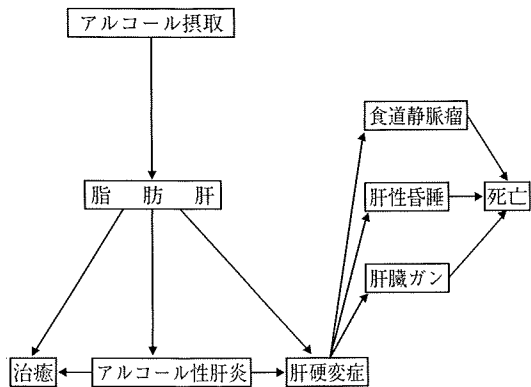 アルコール摂取
食道静脈瘤
脂肪肝
肝性昏睡
死亡
肝臓ガン
治癒
アルコール性肝炎
肝硬変症